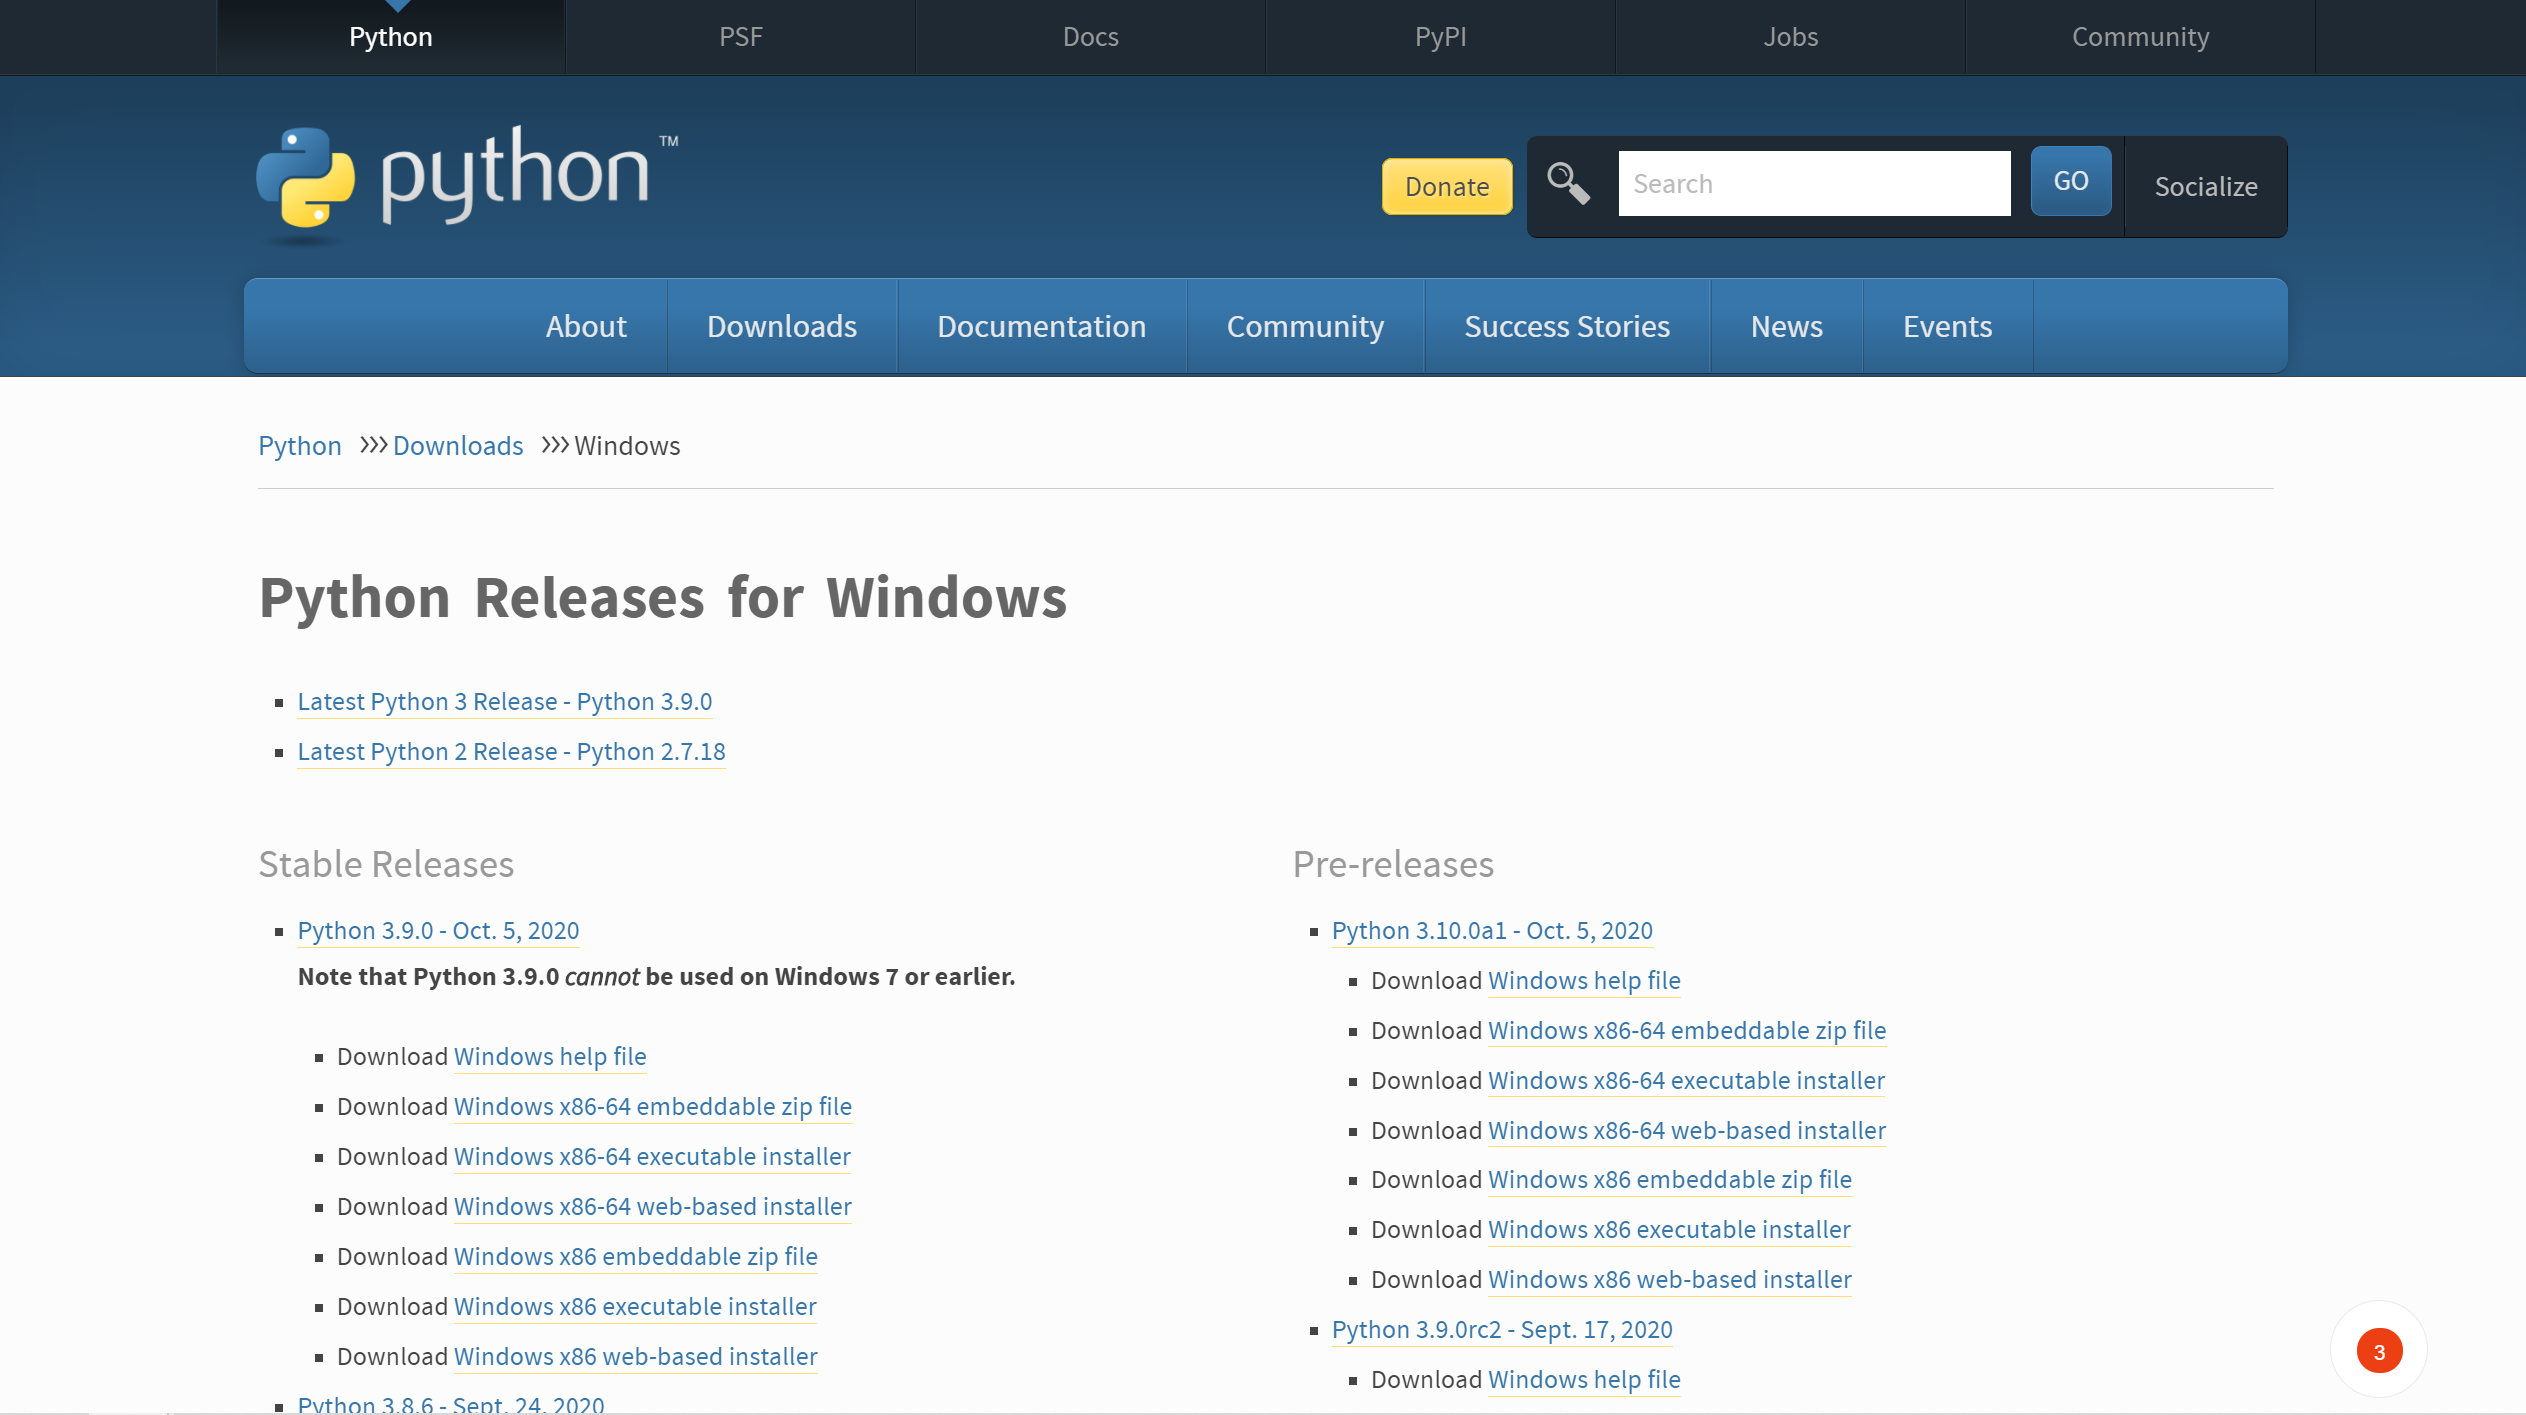 Python PSF Docs PyPI Jobs Community
python™ Donate Search GO Socialize
About Downloads Documentation Community Success Stories News Events
Python >>> Downloads >>> Windows
Python Releases for Windows
Latest Python 3 Release - Python 3.9.0
Latest Python 2 Release - Python 2.7.18
Stable Releases
Python 3.9.0 - Oct. 5, 2020
Note that Python 3.9.0 cannot be used on Windows 7 or earlier.
Download Windows help file
Download Windows x86-64 embeddable zip file
Download Windows x86-64 executable installer
Download Windows x86-64 web-based installer
Download Windows x86 embeddable zip file
Download Windows x86 executable installer
Download Windows x86 web-based installer
Python 3.8.6 - Sept. 24, 2020
Pre-releases
Python 3.10.0a1 - Oct. 5, 2020
Download Windows help file
Download Windows x86-64 embeddable zip file
Download Windows x86-64 executable installer
Download Windows x86-64 web-based installer
Download Windows x86 embeddable zip file
Download Windows x86 executable installer
Download Windows x86 web-based installer
Python 3.9.0rc2 - Sept. 17, 2020
Download Windows help file
3